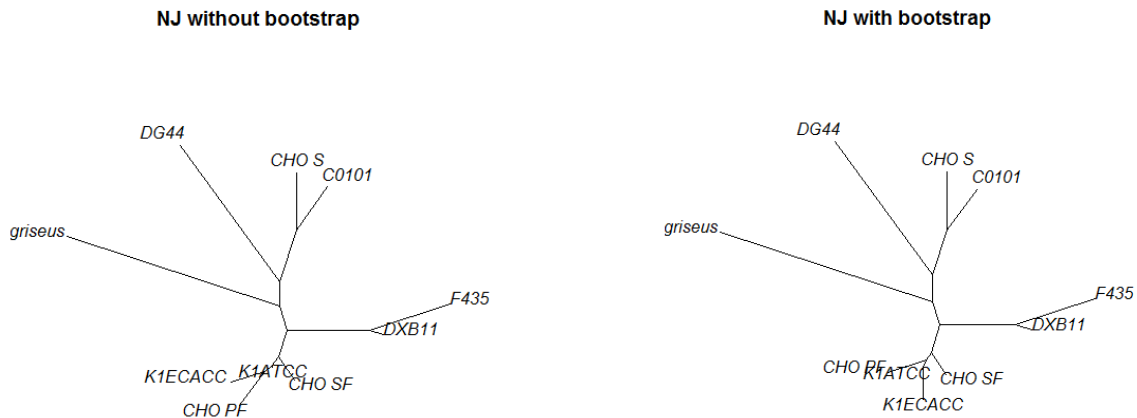 NJ without bootstrap
DG44
CHO S
C0101
griseus
F435
DXB11
K1ECACC
K1ATCC
CHO SF
CHO PF
NJ with bootstrap
DG44
CHO S
C0101
griseus
F435
DXB11
CHO PF
K1ATCC
CHO SF
K1ECACC